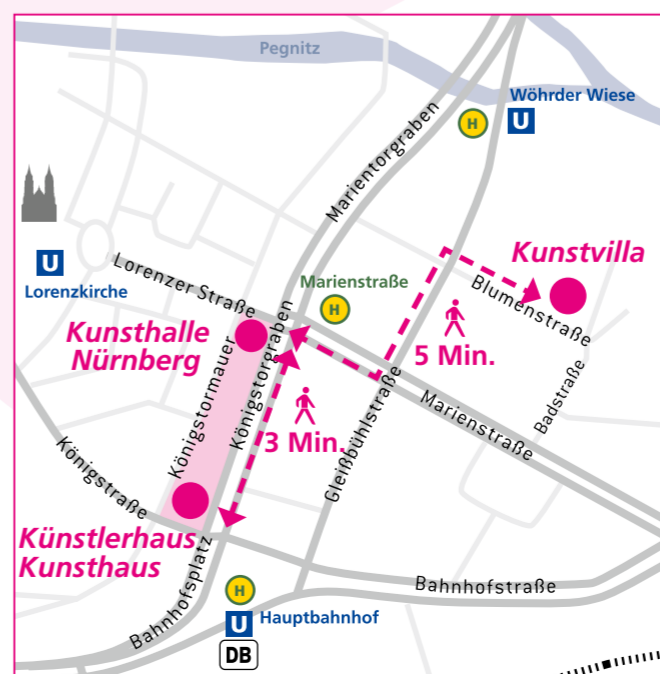 Pegnitz
Wöhrder Wiese
H
U
Marientorgraben
Kunstvilla
U
Lorenzkirche
Lorenzer Straße
Marienstraße
H
Blumenstraße
Kunsthalle
Nürnberg
5 Min.
Königstormauer
Königstorgraben
3 Min.
Gleißbühlstraße
Marienstraße
Badstraße
Königstraße
Künstlerhaus
Kunsthaus
Bahnhofsplatz
Bahnhofstraße
H
U
Hauptbahnhof
DB